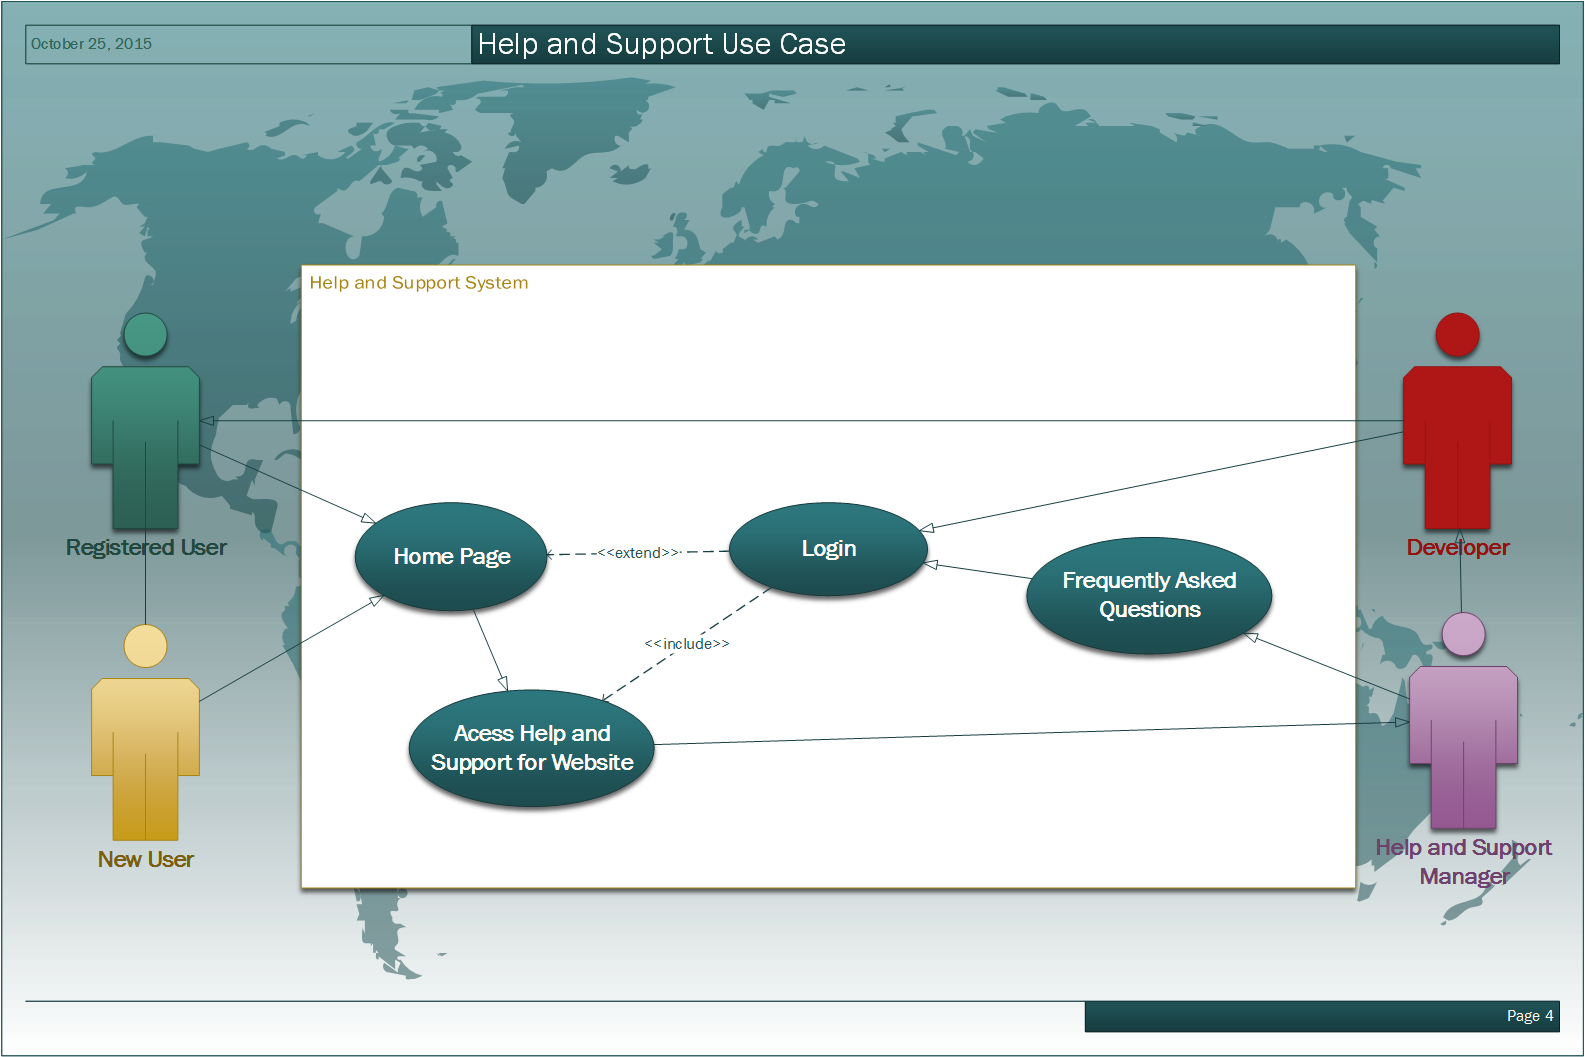 October 25, 2015
Help and Support Use Case
Help and Support System
Registered User
Developer
Home Page
<<extend>>
Login
Frequently Asked
Questions
<<include>>
Acess Help and
Support for Website
New User
Help and Support
Manager
Page 4